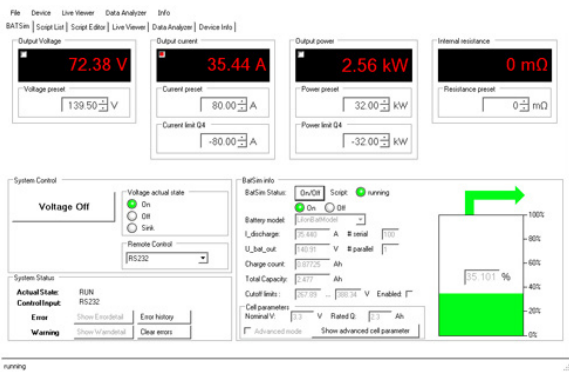 File Device Live Viewer Data Analyzer Info
BATSim Script List Script Editor Live Viewer Data Analyzer Device Info
Output Voltage
72.38 V
Voltage preset
139.50 V
Output current
35.44 A
Current preset
80.00 A
Current limit Q4
-80.00 A
Output power
2.56 kW
Power preset
32.00 kW
Power limit Q4
-32.00 kW
Internal resistance
0 mΩ
Resistance preset
0 mΩ
System Control
Voltage Off
Voltage actual state
On
Off
Sink
Remote Control
RS232
System Status
Actual State: RUN
Control Input: RS232
Error Show Errordetail Error history
Warning Show Warndetail Clear errors
BatSim info
BatSim Status: On/Off Script: running
On Off
Battery model: LiIonBatModel
I_discharge: 35.440 A # serial 100
U_bat_out: 140.91 V # parallel 1
Charge count: 0.87725 Ah
Total Capacity: 2.477 Ah
Cutoff limits : ... V Enabled:
Cell parameters
Nominal V: 3.3 V Rated Q: 2.3 Ah
Advanced mode Show advanced cell parameter
100%
80%
60%
40%
20%
0%
35.101 %
running